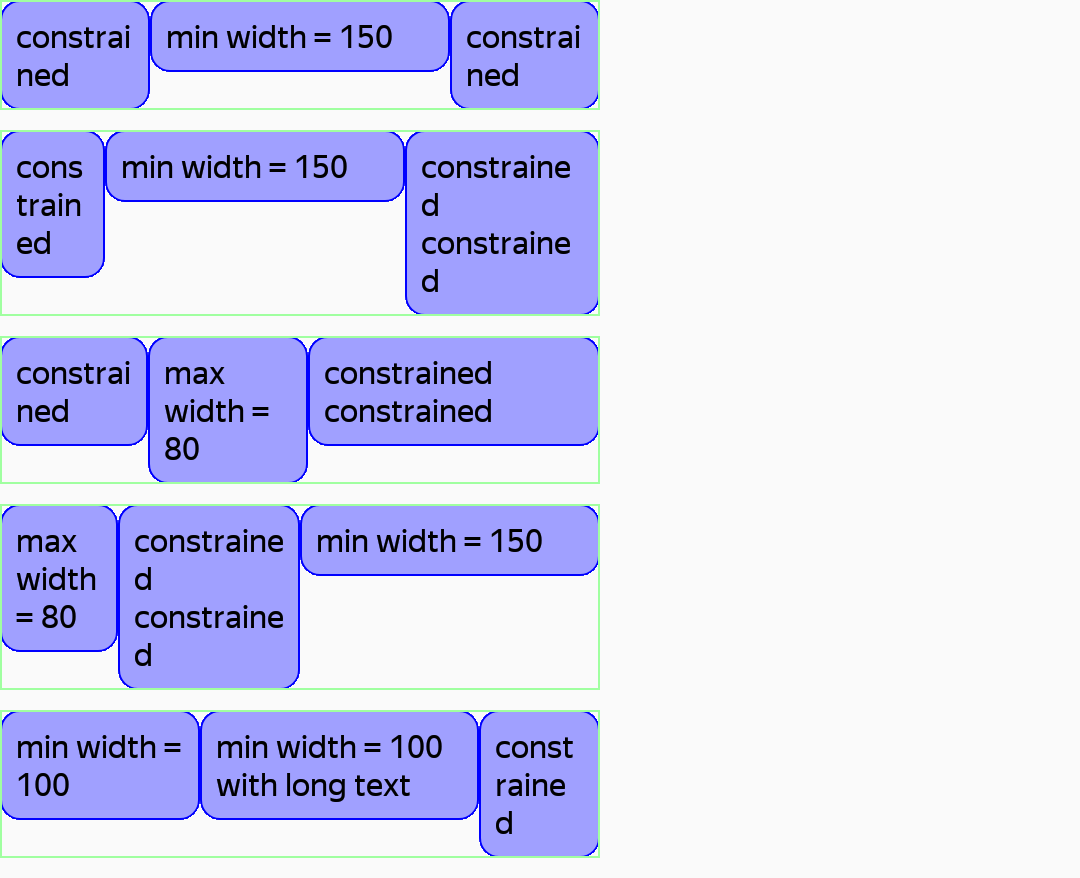 constrai
ned
min width = 150
constrai
ned
cons
train
ed
min width = 150
constraine
d
constraine
d
constrai
ned
max
width =
80
constrained
constrained
max
width
= 80
constraine
d
constraine
d
min width = 150
min width =
100
min width = 100
with long text
const
raine
d